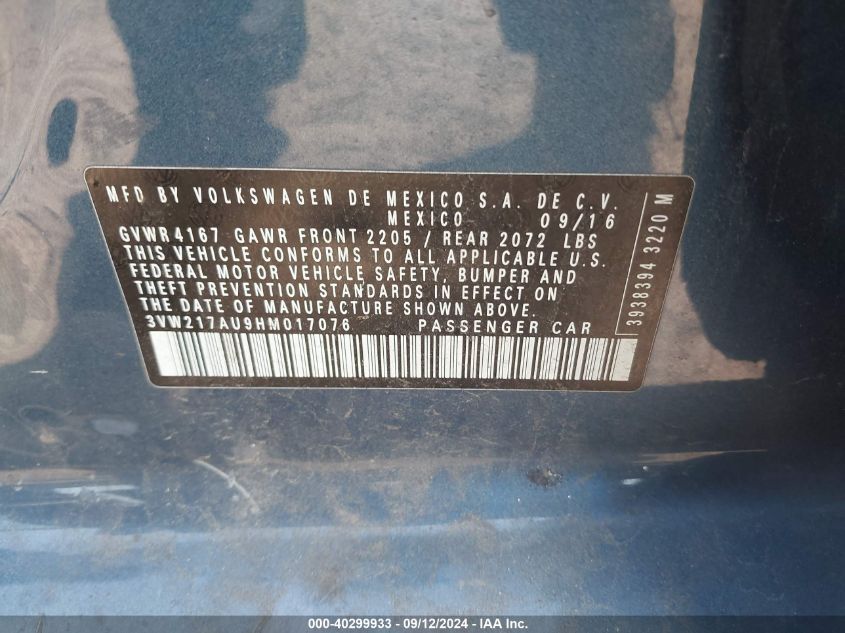 MFD BY VOLKSWAGEN DE MEXICO S.A. DE C.V.
MEXICO 09/16
GVWR 4167 GAWR FRONT 2205 / REAR 2072 LBS
THIS VEHICLE CONFORMS TO ALL APPLICABLE U.S.
FEDERAL MOTOR VEHICLE SAFETY, BUMPER AND
THEFT PREVENTION STANDARDS IN EFFECT ON
THE DATE OF MANUFACTURE SHOWN ABOVE.
3VW217AU9HM017076 PASSENGER CAR
3938394 3220 M
000-40299933 - 09/12/2024 - IAA Inc.